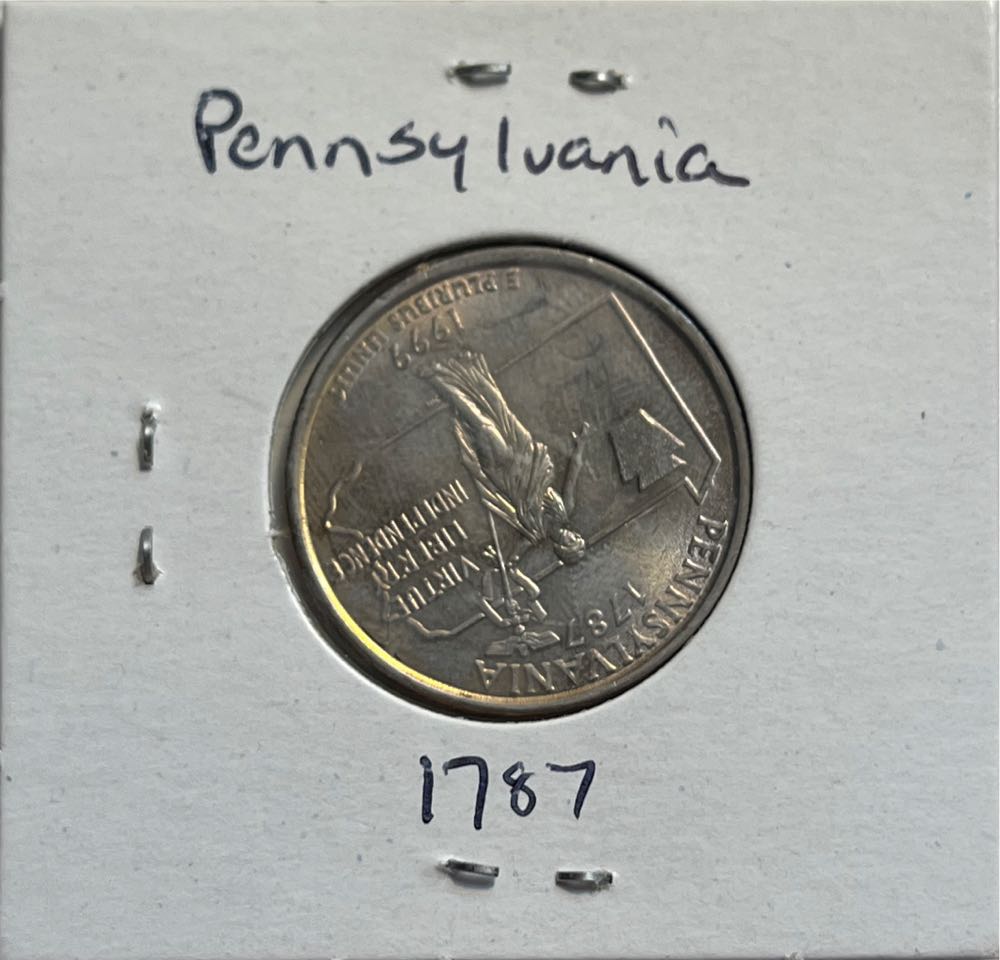 Pennsylvania
PENNSYLVANIA
1787
VIRTUE
LIBERTY
INDEPENDENCE
1999
E PLURIBUS UNUM
1787